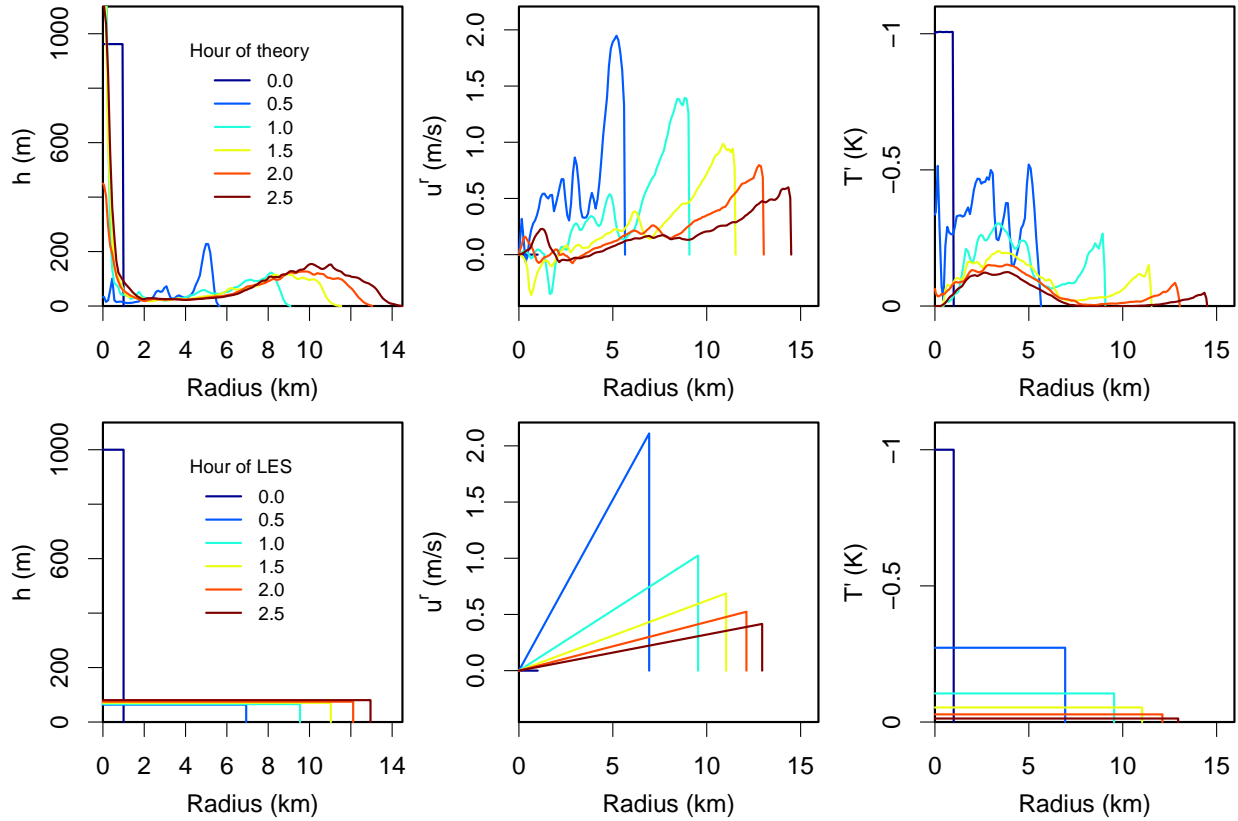 0 200 600 1000
h (m)
Hour of theory
0.0
0.5
1.0
1.5
2.0
2.5
0 2 4 6 8 10 12 14
Radius (km)
0.0 0.5 1.0 1.5 2.0
u^r (m/s)
0 5 10 15
Radius (km)
0 −0.5 −1
T' (K)
0 5 10 15
Radius (km)
0 200 600 1000
h (m)
Hour of LES
0.0
0.5
1.0
1.5
2.0
2.5
0 2 4 6 8 10 12 14
Radius (km)
0.0 0.5 1.0 1.5 2.0
u^r (m/s)
0 5 10 15
Radius (km)
0 −0.5 −1
T' (K)
0 5 10 15
Radius (km)